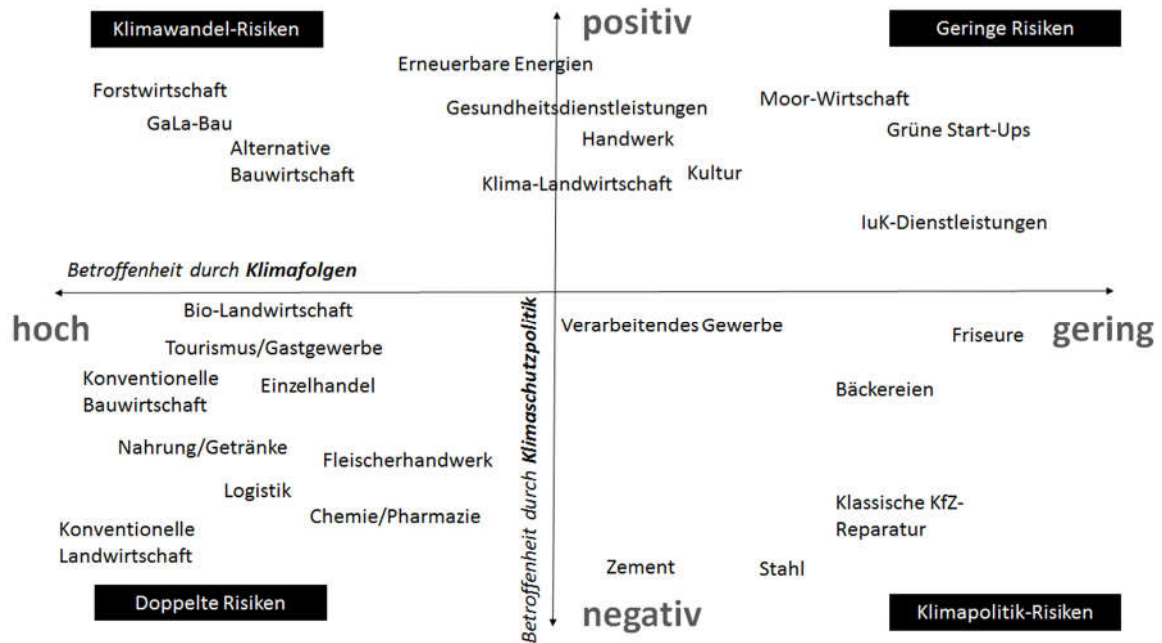 Klimawandel-Risiken
positiv
Geringe Risiken
Erneuerbare Energien
Forstwirtschaft
Moor-Wirtschaft
Gesundheitsdienstleistungen
GaLa-Bau
Grüne Start-Ups
Handwerk
Alternative
Bauwirtschaft
Kultur
Klima-Landwirtschaft
IuK-Dienstleistungen
Betroffenheit durch Klimafolgen
hoch
gering
Bio-Landwirtschaft
Verarbeitendes Gewerbe
Friseure
Tourismus/Gastgewerbe
Konventionelle
Bauwirtschaft
Einzelhandel
Bäckereien
Nahrung/Getränke
Fleischerhandwerk
Logistik
Klassische KfZ-
Reparatur
Chemie/Pharmazie
Konventionelle
Landwirtschaft
Betroffenheit durch Klimaschutzpolitik
Zement
Stahl
Doppelte Risiken
negativ
Klimapolitik-Risiken